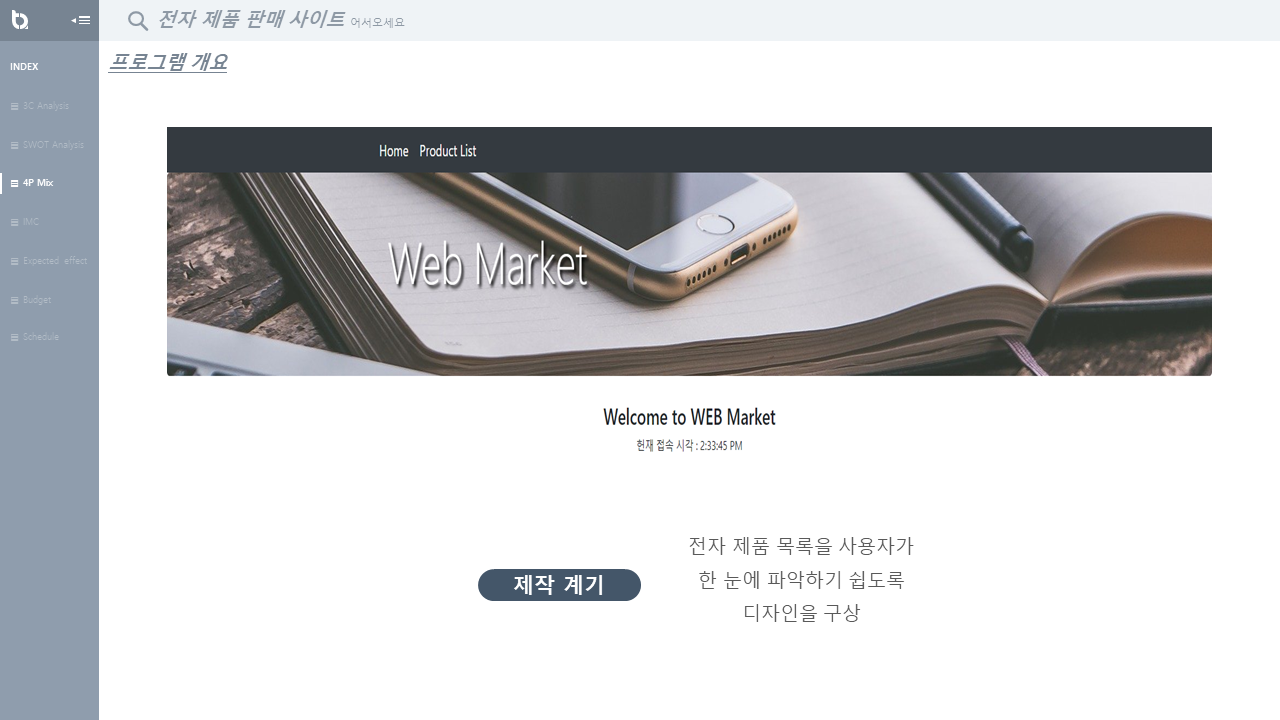 전자 제품 판매 사이트 어서오세요
INDEX
3C Analysis
SWOT Analysis
4P Mix
IMC
Expected effect
Budget
Schedule
프로그램 개요
Home Product List
Web Market
Welcome to WEB Market
현재 접속 시각 : 2:33:45 PM
제작 계기
전자 제품 목록을 사용자가
한 눈에 파악하기 쉽도록
디자인을 구상